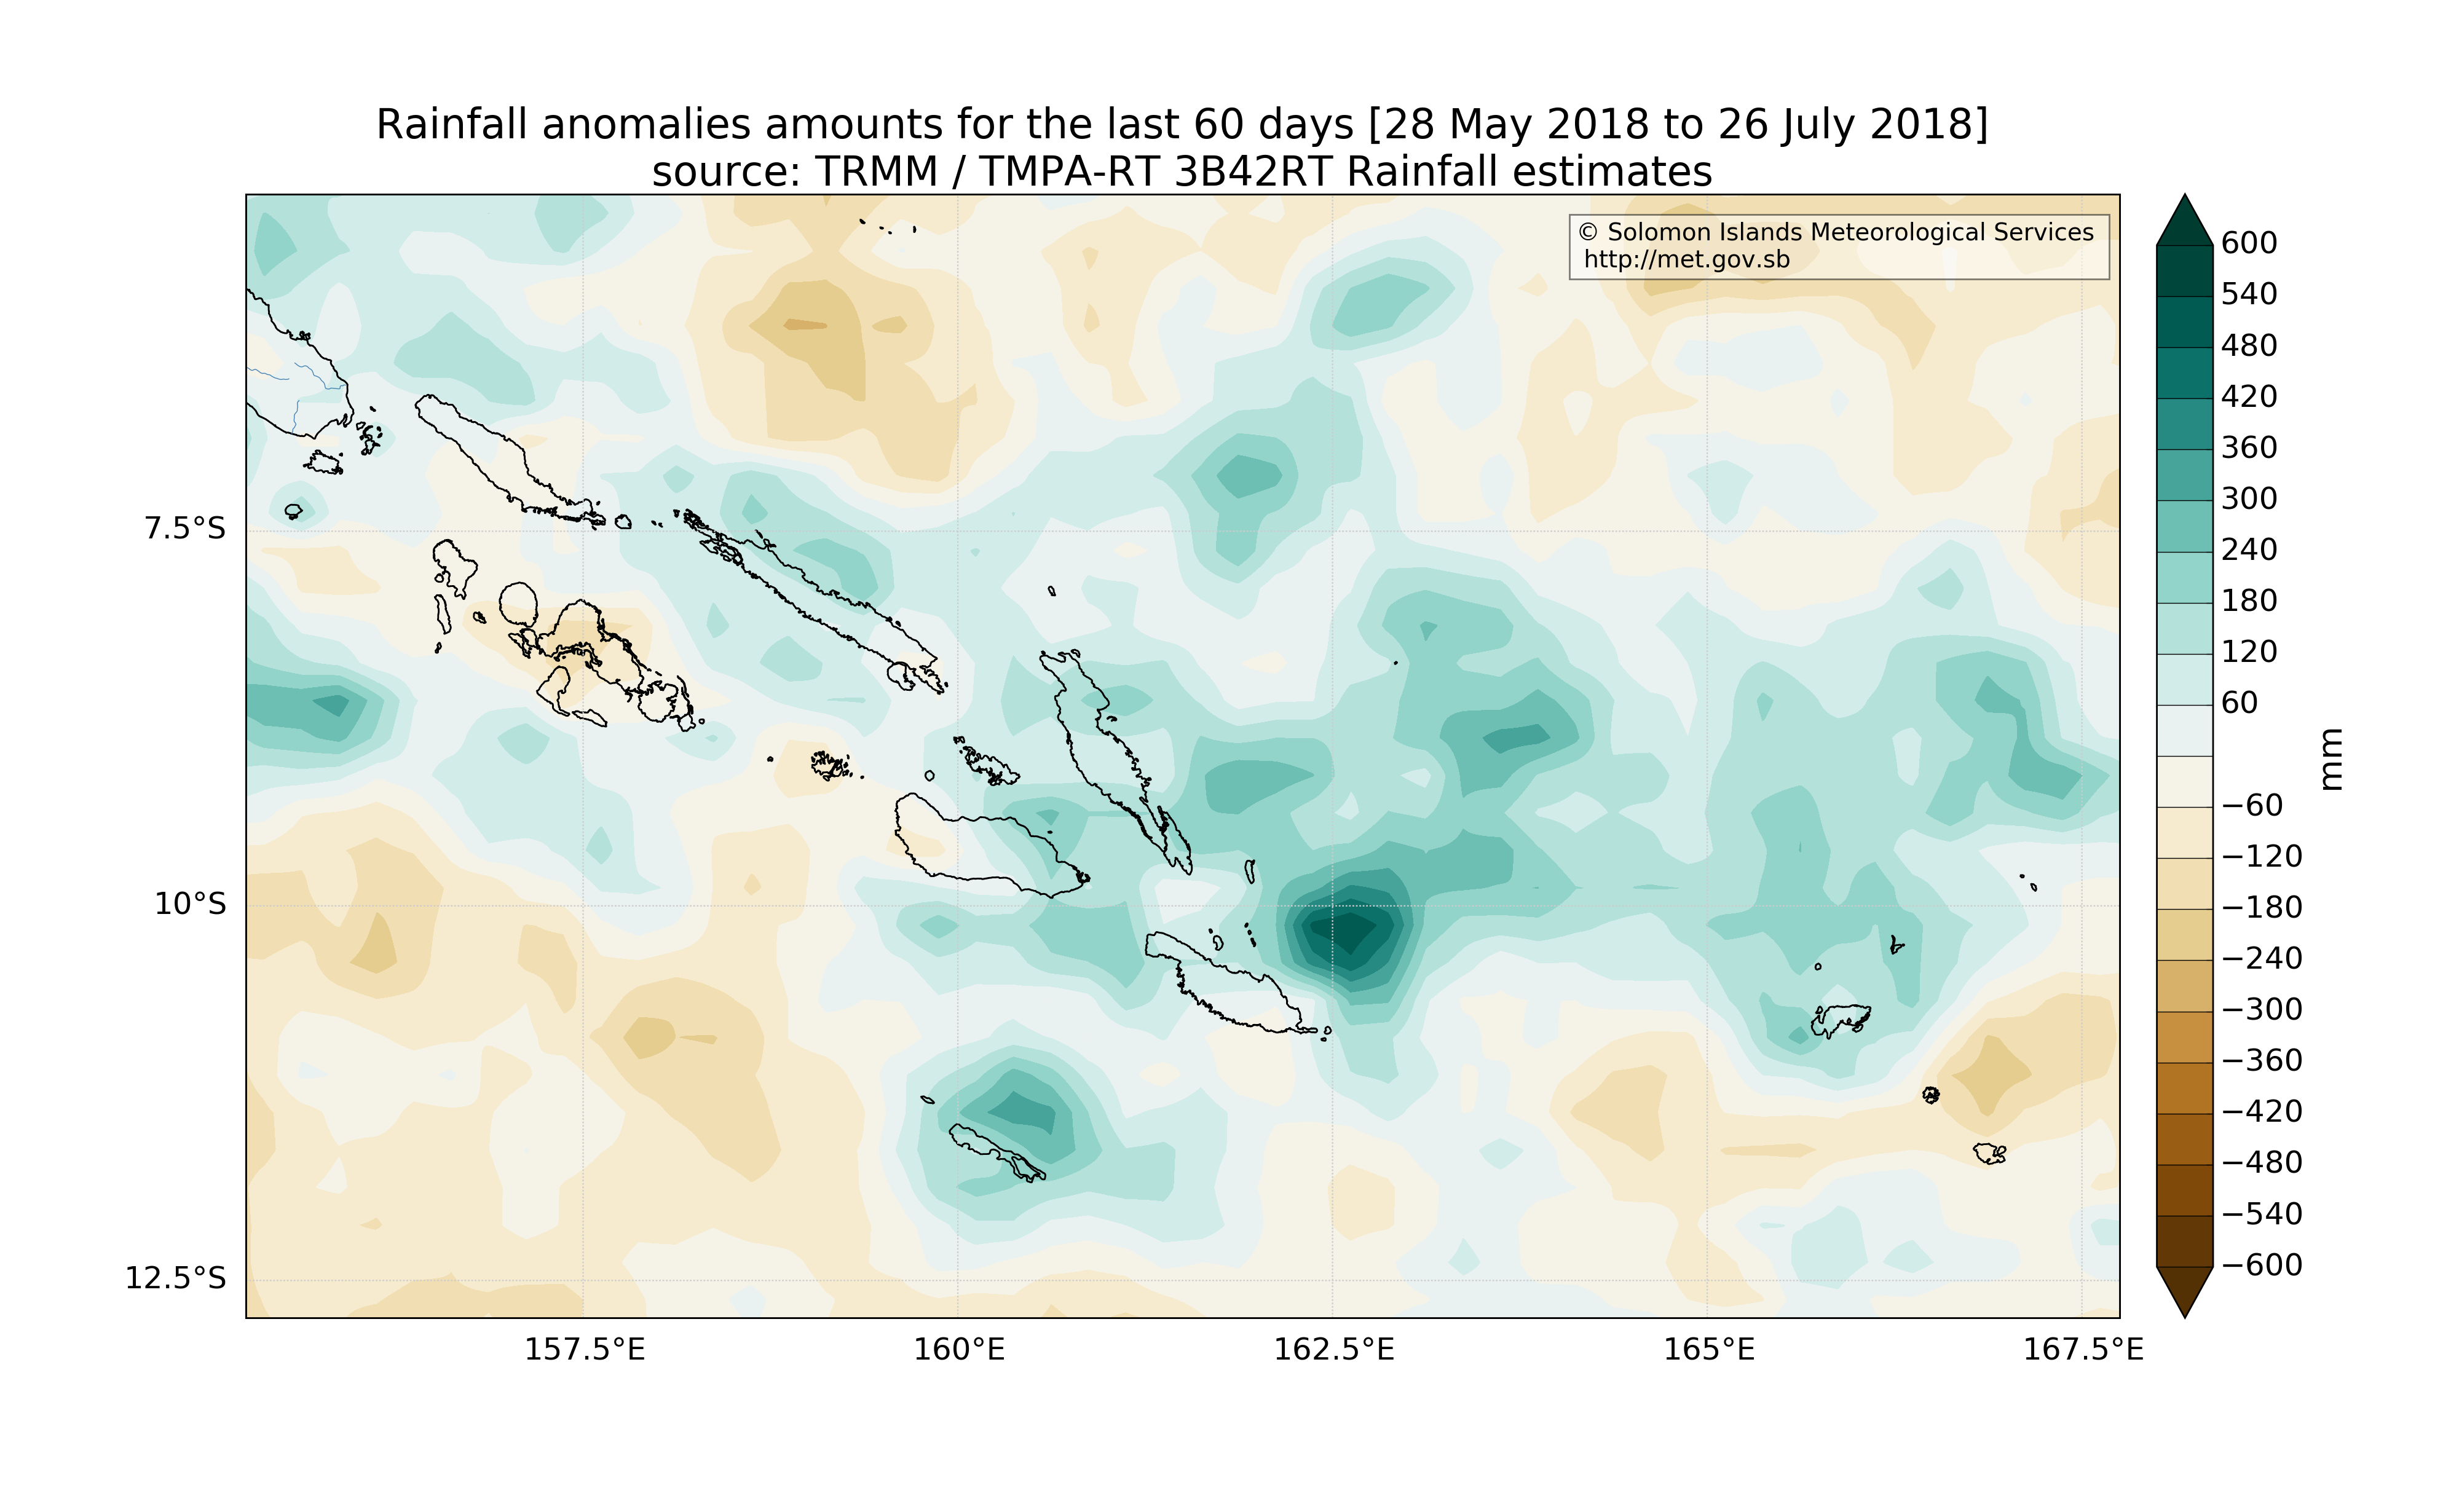 Rainfall anomalies amounts for the last 60 days [28 May 2018 to 26 July 2018]
source: TRMM / TMPA-RT 3B42RT Rainfall estimates
© Solomon Islands Meteorological Services
http://met.gov.sb
7.5°S
10°S
12.5°S
157.5°E
160°E
162.5°E
165°E
167.5°E
600
540
480
420
360
300
240
180
120
60
−60
−120
−180
−240
−300
−360
−420
−480
−540
−600
mm